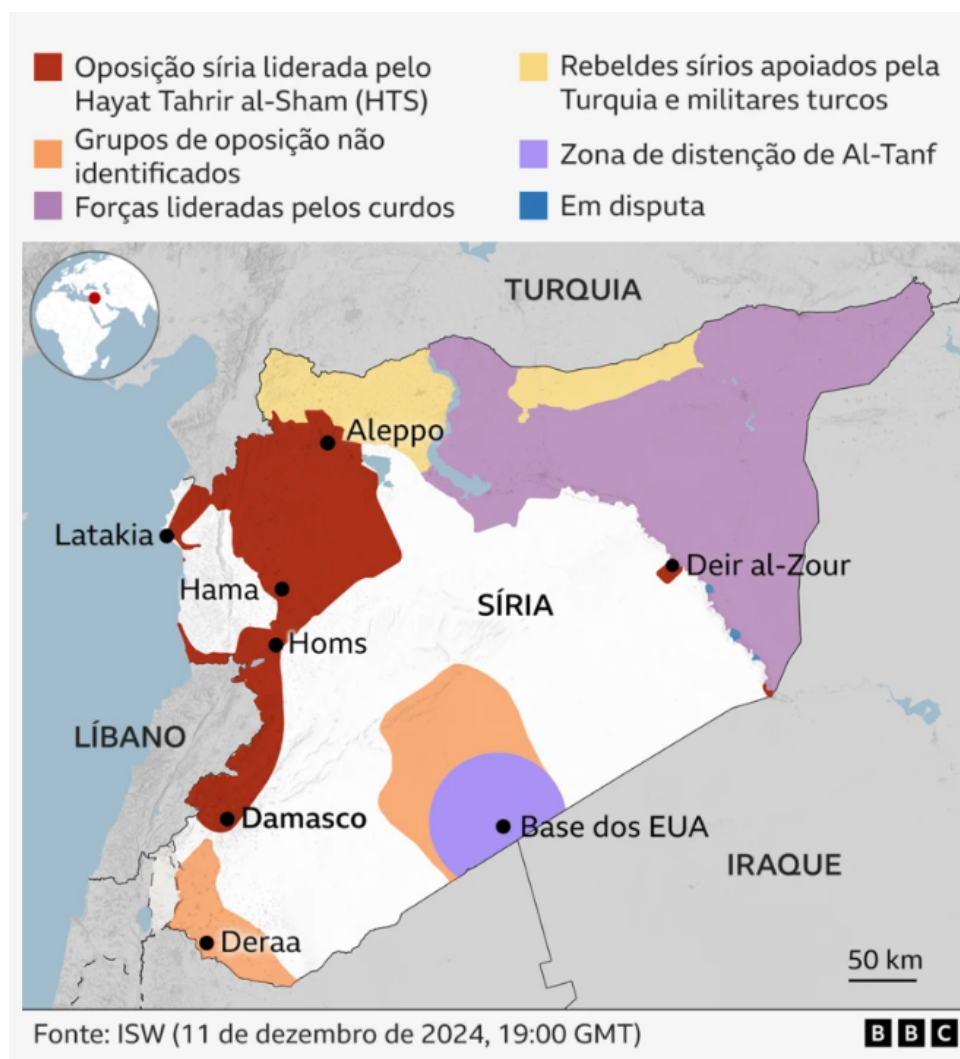 Oposição síria liderada pelo
Hayat Tahrir al-Sham (HTS)
Grupos de oposição não
identificados
Forças lideradas pelos curdos
Rebeldes sírios apoiados pela
Turquia e militares turcos
Zona de distenção de Al-Tanf
Em disputa
TURQUIA
Aleppo
Latakia
Deir al-Zour
Hama
SÍRIA
Homs
LÍBANO
Damasco
Base dos EUA
IRAQUE
Deraa
50 km
Fonte: ISW (11 de dezembro de 2024, 19:00 GMT)
BBC